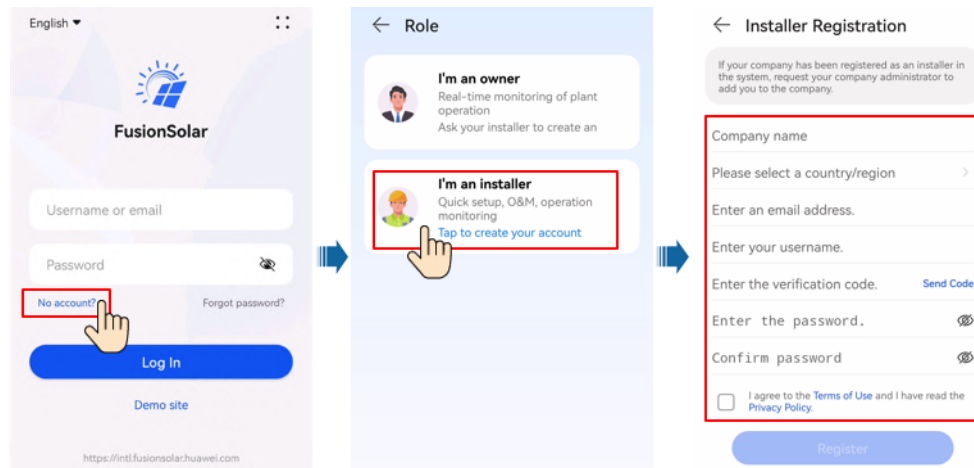 English
FusionSolar
Username or email
Password
No account?
Forgot password?
Log In
Demo site
https://intl.fusionsolar.huawei.com
Role
I'm an owner
Real-time monitoring of plant
operation
Ask your installer to create an
I'm an installer
Quick setup, O&M, operation
monitoring
Tap to create your account
Installer Registration
If your company has been registered as an installer in
the system, request your company administrator to
add you to the company.
Company name
Please select a country/region
Enter an email address.
Enter your username.
Enter the verification code.
Send Code
Enter the password.
Confirm password
I agree to the Terms of Use and I have read the
Privacy Policy.
Register